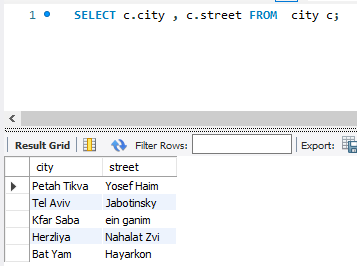 1 SELECT c.city , c.street FROM city c;
Result Grid Filter Rows: Export:
city street
Petah Tikva Yosef Haim
Tel Aviv Jabotinsky
Kfar Saba ein ganim
Herzliya Nahalat Zvi
Bat Yam Hayarkon